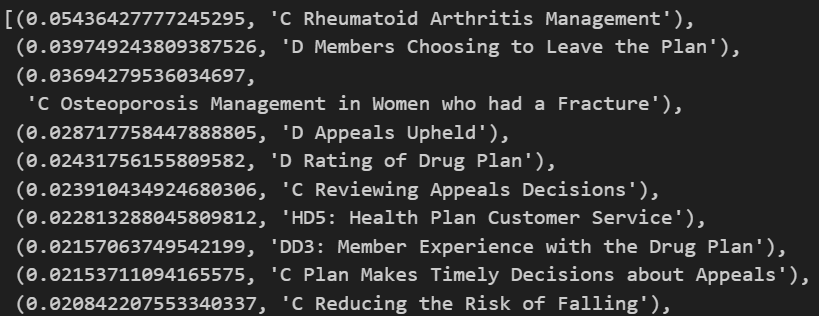 [(0.05436427777245295, 'C Rheumatoid Arthritis Management'),
(0.039749243809387526, 'D Members Choosing to Leave the Plan'),
(0.03694279536034697,
'C Osteoporosis Management in Women who had a Fracture'),
(0.028717758447888805, 'D Appeals Upheld'),
(0.02431756155809582, 'D Rating of Drug Plan'),
(0.023910434924680306, 'C Reviewing Appeals Decisions'),
(0.022813288045809812, 'HD5: Health Plan Customer Service'),
(0.02157063749542199, 'DD3: Member Experience with the Drug Plan'),
(0.02153711094165575, 'C Plan Makes Timely Decisions about Appeals'),
(0.020842207553340337, 'C Reducing the Risk of Falling'),